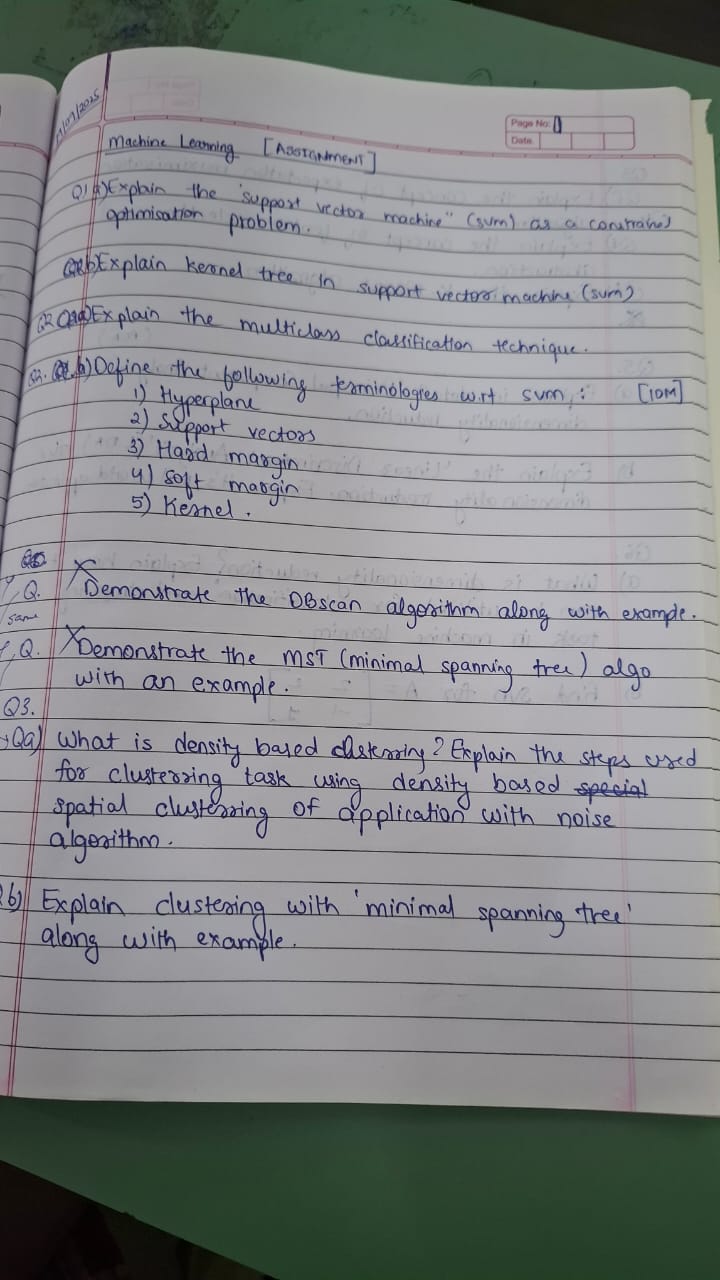 Page No:
Date
Machine Learning [ASSIGNMENT]
Q1 a) Explain the "support vector machine" (svm) as a constrained
optimisation problem.
b) Explain kernel tree in support vector machine (svm)
Q2 a) Explain the multiclass classification technique.
Q2. b) Define the following terminologies w.r.t svm : [10M]
1) Hyperplane
2) Support vectors
3) Hard margin
4) Soft margin
5) Kernel.
Q. X Demonstrate the DBscan algorithm along with example.
same
Q. X Demonstrate the MST (minimal spanning tree) algo
with an example.
Q3.
Qa) What is density based clustering? Explain the steps used
for clustering task using density based special
spatial clustering of application with noise
algorithm.
b) Explain clustering with 'minimal spanning tree'
along with example.